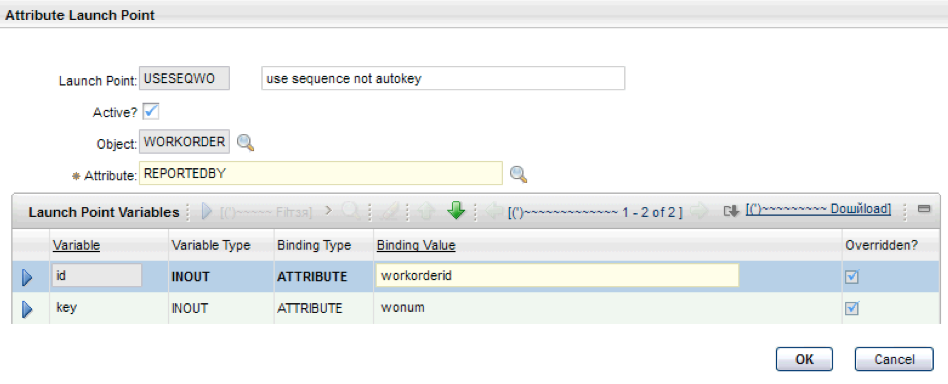 Attribute Launch Point
Launch Point: USESEQWO use sequence not autokey
Active?
Object: WORKORDER
* Attribute: REPORTEDBY
Launch Point Variables [(')~~~~~ Fiľтзя] > [(')~~~~~~~~~~~~~ 1 - 2 of 2 ] [(')~~~~~~~~~ Dошйload]
Variable Variable Type Binding Type Binding Value Overridden?
id INOUT ATTRIBUTE workorderid
key INOUT ATTRIBUTE wonum
OK Cancel